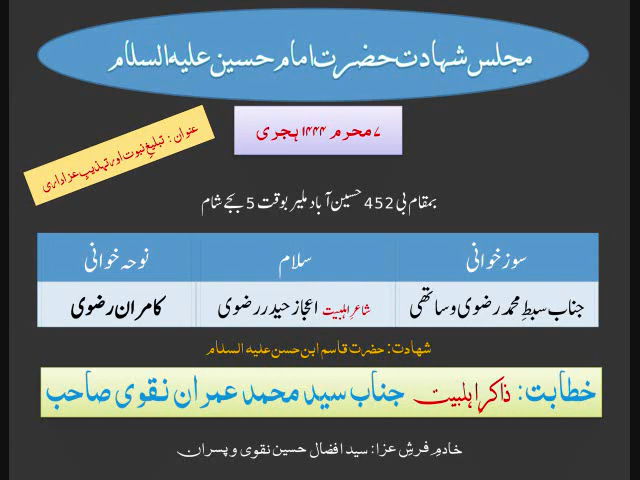 مجلس شہادت حضرت امام حسین علیہ السلام
۷ محرم ۱۴۴۴ ہجری
عنوان : تبلیغِ نبوت اور تہذیبِ عزاداری
بمقام بی 452 حسین آباد ملیر بوقت 5 بجے شام
سوز خوانی سلام نوحہ خوانی
جناب سبطِ محمد رضوی و ساتھی شاعرِ اہلبیت اعجاز حیدر رضوی کامران رضوی
شہادت: حضرت قاسم ابن حسن علیہ السلام
خطابت: ذاکر اہلبیت جناب سید محمد عمران نقوی صاحب
خادمِ فرشِ عزا: سید افضال حسین نقوی و پسران